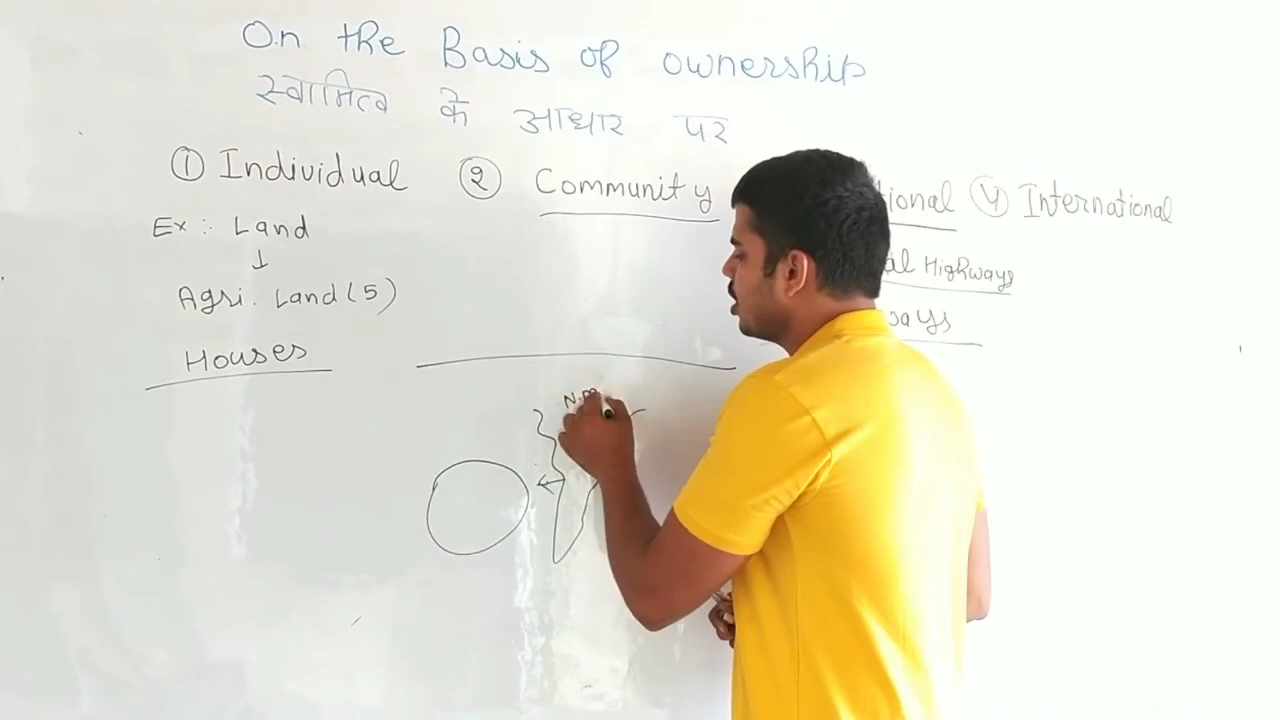 On the Basis of ownership
स्वामित्व के आधार पर
① Individual ② Community tional ④ International
Ex : Land
↓
Agri. Land (5)
Houses
al Highways
ways
N.